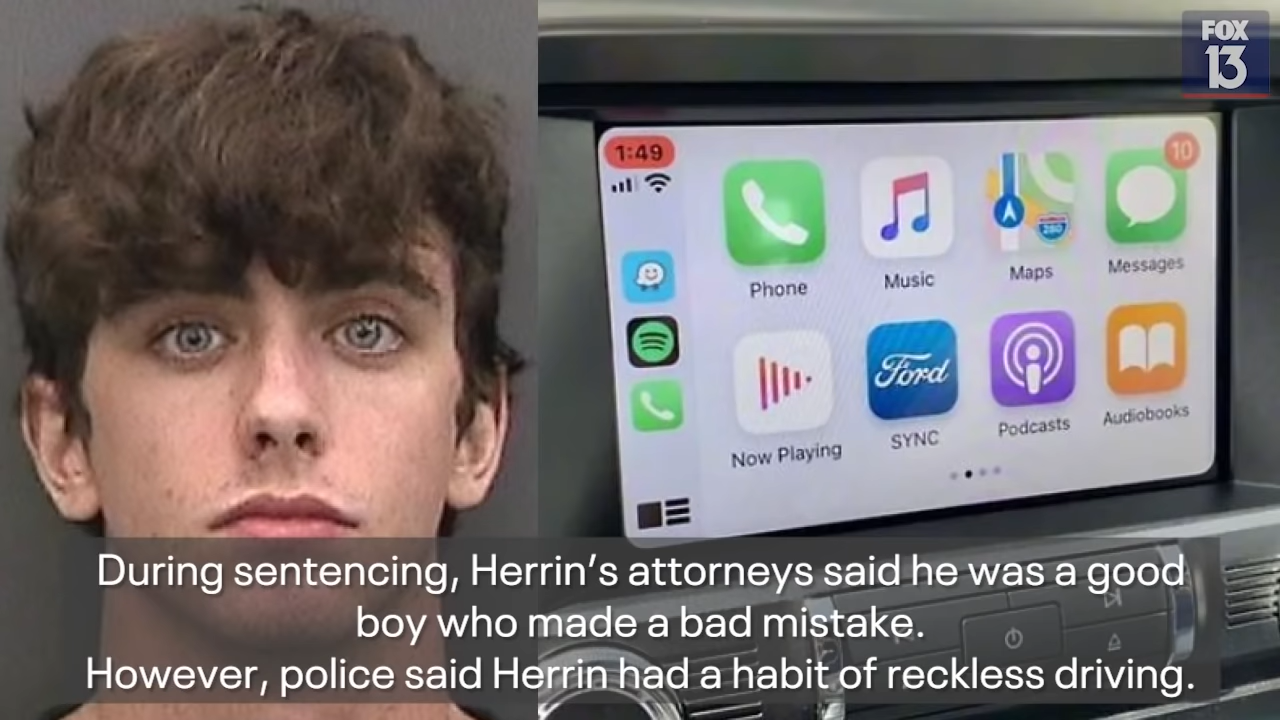 FOX
13
1:49
10
280
Phone
Music
Maps
Messages
Ford
Now Playing
SYNC
Podcasts
Audiobooks
During sentencing, Herrin's attorneys said he was a good
boy who made a bad mistake.
However, police said Herrin had a habit of reckless driving.